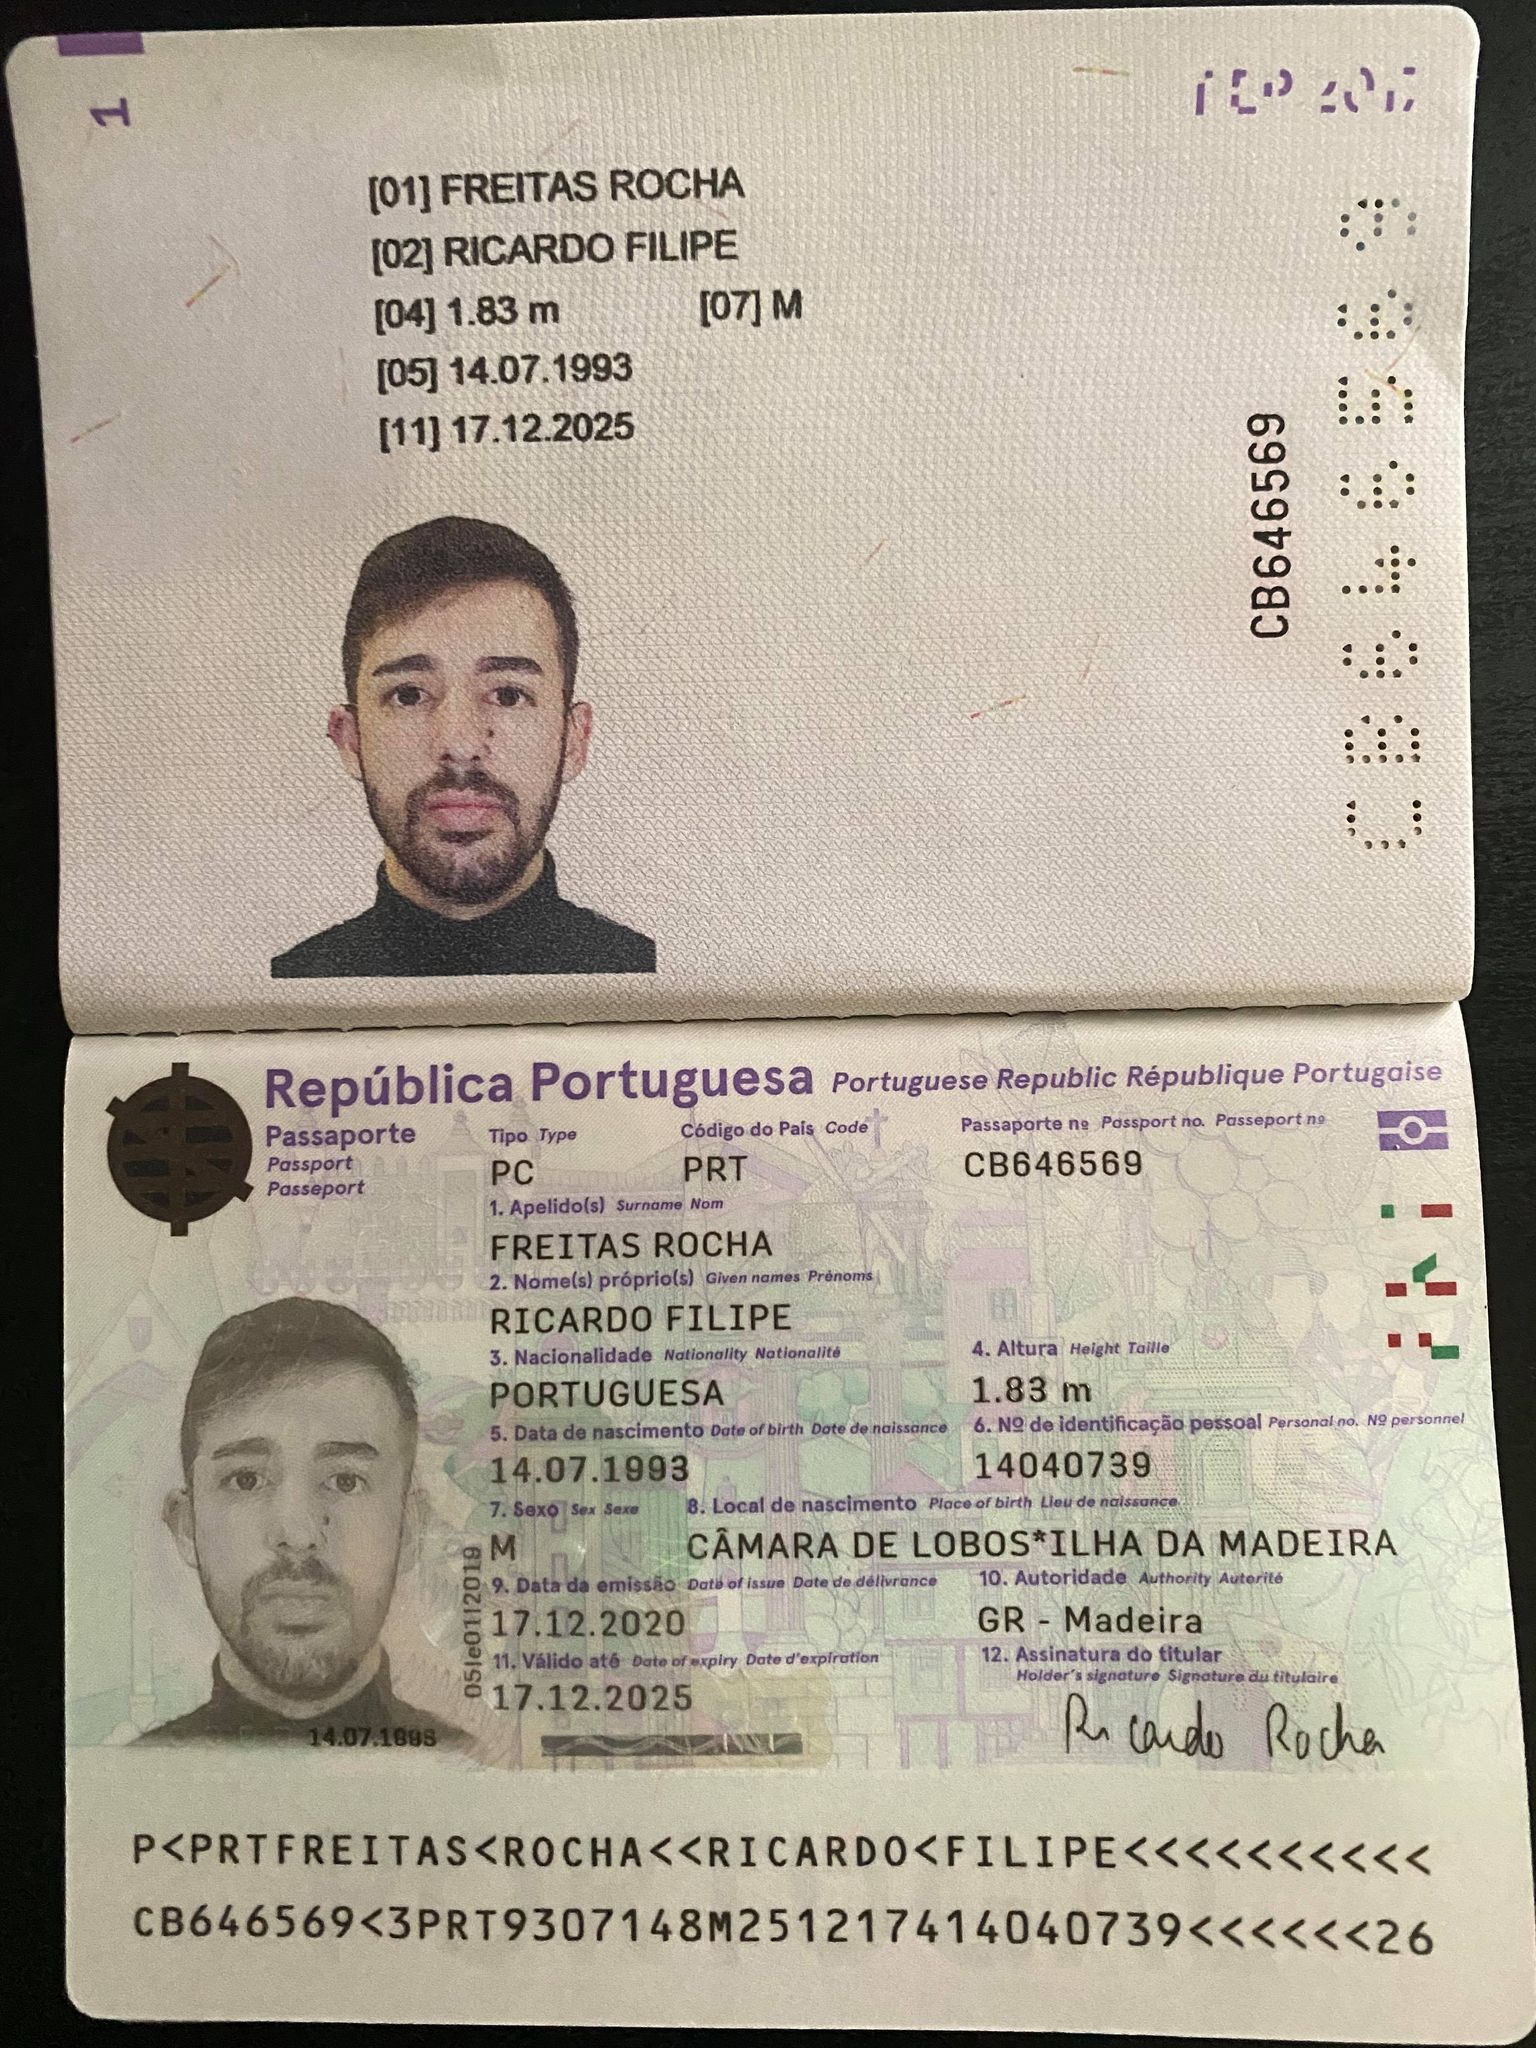 1
[01] FREITAS ROCHA
[02] RICARDO FILIPE
[04] 1.83 m [07] M
[05] 14.07.1993
[11] 17.12.2025
CB646569
CB646569
República Portuguesa Portuguese Republic République Portugaise
Passaporte
Passport
Passeport
Tipo Type Código do País Code Passaporte nº Passport no. Passeport nº
PC PRT CB646569
1. Apelido(s) Surname Nom
FREITAS ROCHA
2. Nome(s) próprio(s) Given names Prénoms
RICARDO FILIPE
3. Nacionalidade Nationality Nationalité 4. Altura Height Taille
PORTUGUESA 1.83 m
5. Data de nascimento Date of birth Date de naissance 6. Nº de identificação pessoal Personal no. Nº personnel
14.07.1993 14040739
7. Sexo Sex Sexe 8. Local de nascimento Place of birth Lieu de naissance
M CÂMARA DE LOBOS*ILHA DA MADEIRA
9. Data da emissão Date of issue Date de délivrance 10. Autoridade Authority Autorité
17.12.2020 GR - Madeira
11. Válido até Date of expiry Date d'expiration 12. Assinatura do titular
Holder's signature Signature du titulaire
17.12.2025
Ricardo Rocha
P<PRTFREITAS<ROCHA<<RICARDO<FILIPE<<<<<<<<<<
CB646569<3PRT9307148M251217414040739<<<<<<26